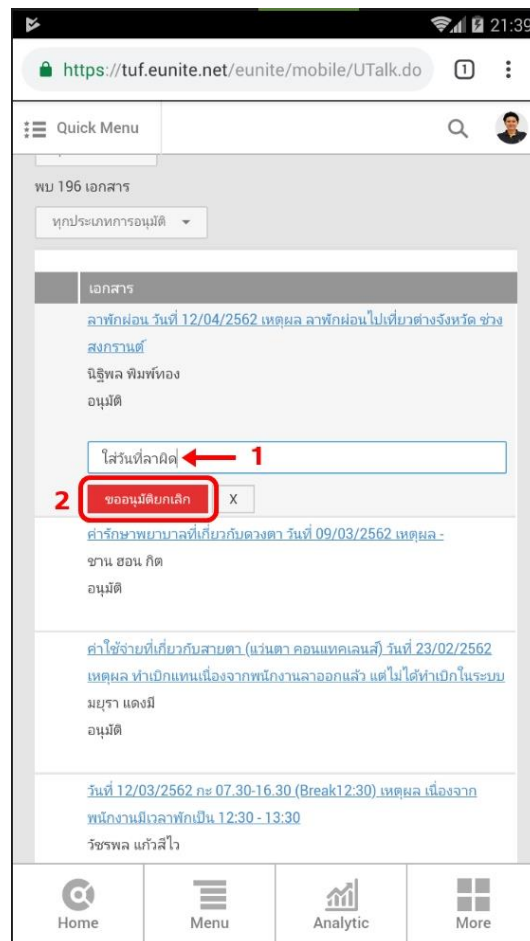 21:39
https://tuf.eunite.net/eunite/mobile/UTalk.do
1
Quick Menu
พบ 196 เอกสาร
ทุกประเภทการอนุมัติ
เอกสาร
ลาพักผ่อน วันที่ 12/04/2562 เหตุผล ลาพักผ่อนไปเที่ยวต่างจังหวัด ช่วง
สงกรานต์
นิฐิพล พิมพ์ทอง
อนุมัติ
ใส่วันที่ลาผิด 1
2 ขออนุมัติยกเลิก X
ค่ารักษาพยาบาลที่เกี่ยวกับดวงตา วันที่ 09/03/2562 เหตุผล -
ชาน ฮอน กิต
อนุมัติ
ค่าใช้จ่ายที่เกี่ยวกับสายตา (แว่นตา คอนแทคเลนส์) วันที่ 23/02/2562
เหตุผล ทำเบิกแทนเนื่องจากพนักงานลาออกแล้ว แต่ไม่ได้ทำเบิกในระบบ
มยุรา แดงมี
อนุมัติ
วันที่ 12/03/2562 กะ 07.30-16.30 (Break12:30) เหตุผล เนื่องจาก
พนักงานมีเวลาพักเป็น 12:30 - 13:30
วัชรพล แก้วสีไว
Home Menu Analytic More